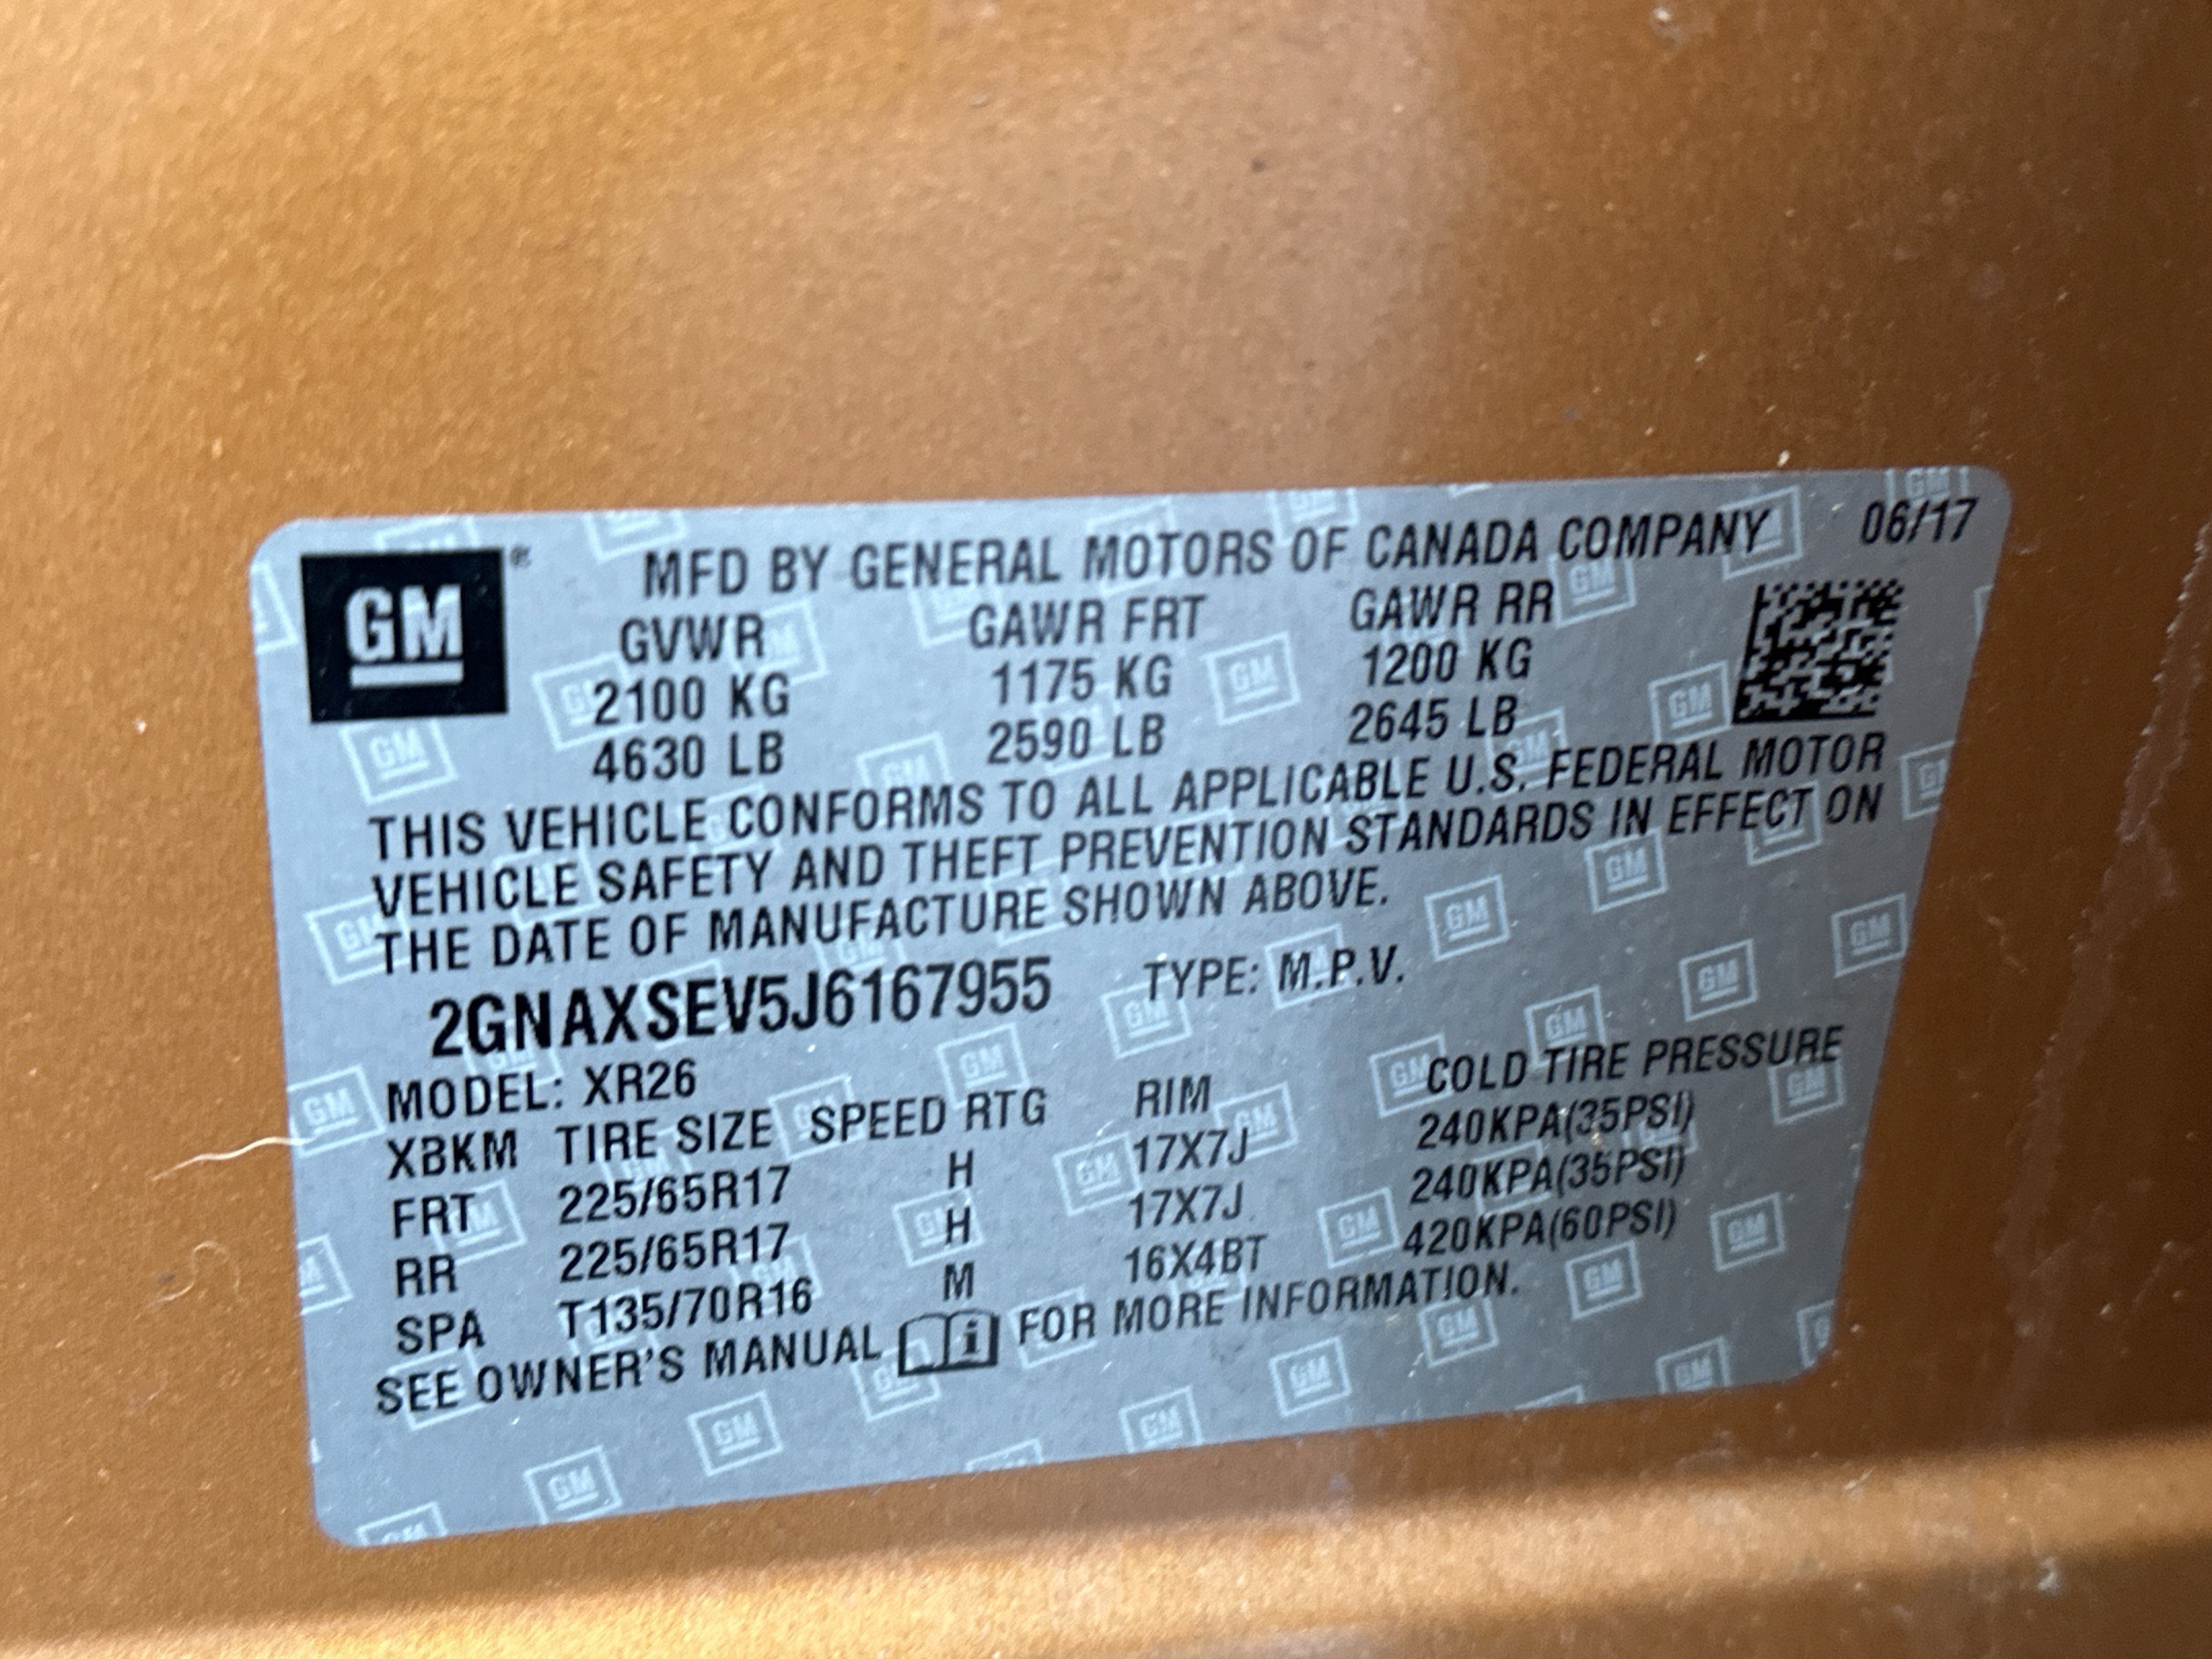 GM ®
MFD BY GENERAL MOTORS OF CANADA COMPANY 06/17
GVWR GAWR FRT GAWR RR
2100 KG 1175 KG 1200 KG
4630 LB 2590 LB 2645 LB
THIS VEHICLE CONFORMS TO ALL APPLICABLE U.S. FEDERAL MOTOR
VEHICLE SAFETY AND THEFT PREVENTION STANDARDS IN EFFECT ON
THE DATE OF MANUFACTURE SHOWN ABOVE.
2GNAXSEV5J6167955 TYPE: M.P.V.
MODEL: XR26
XBKM TIRE SIZE SPEED RTG RIM COLD TIRE PRESSURE
FRT 225/65R17 H 17X7J 240KPA(35PSI)
RR 225/65R17 H 17X7J 240KPA(35PSI)
SPA T135/70R16 M 16X4BT 420KPA(60PSI)
SEE OWNER'S MANUAL i FOR MORE INFORMATION.